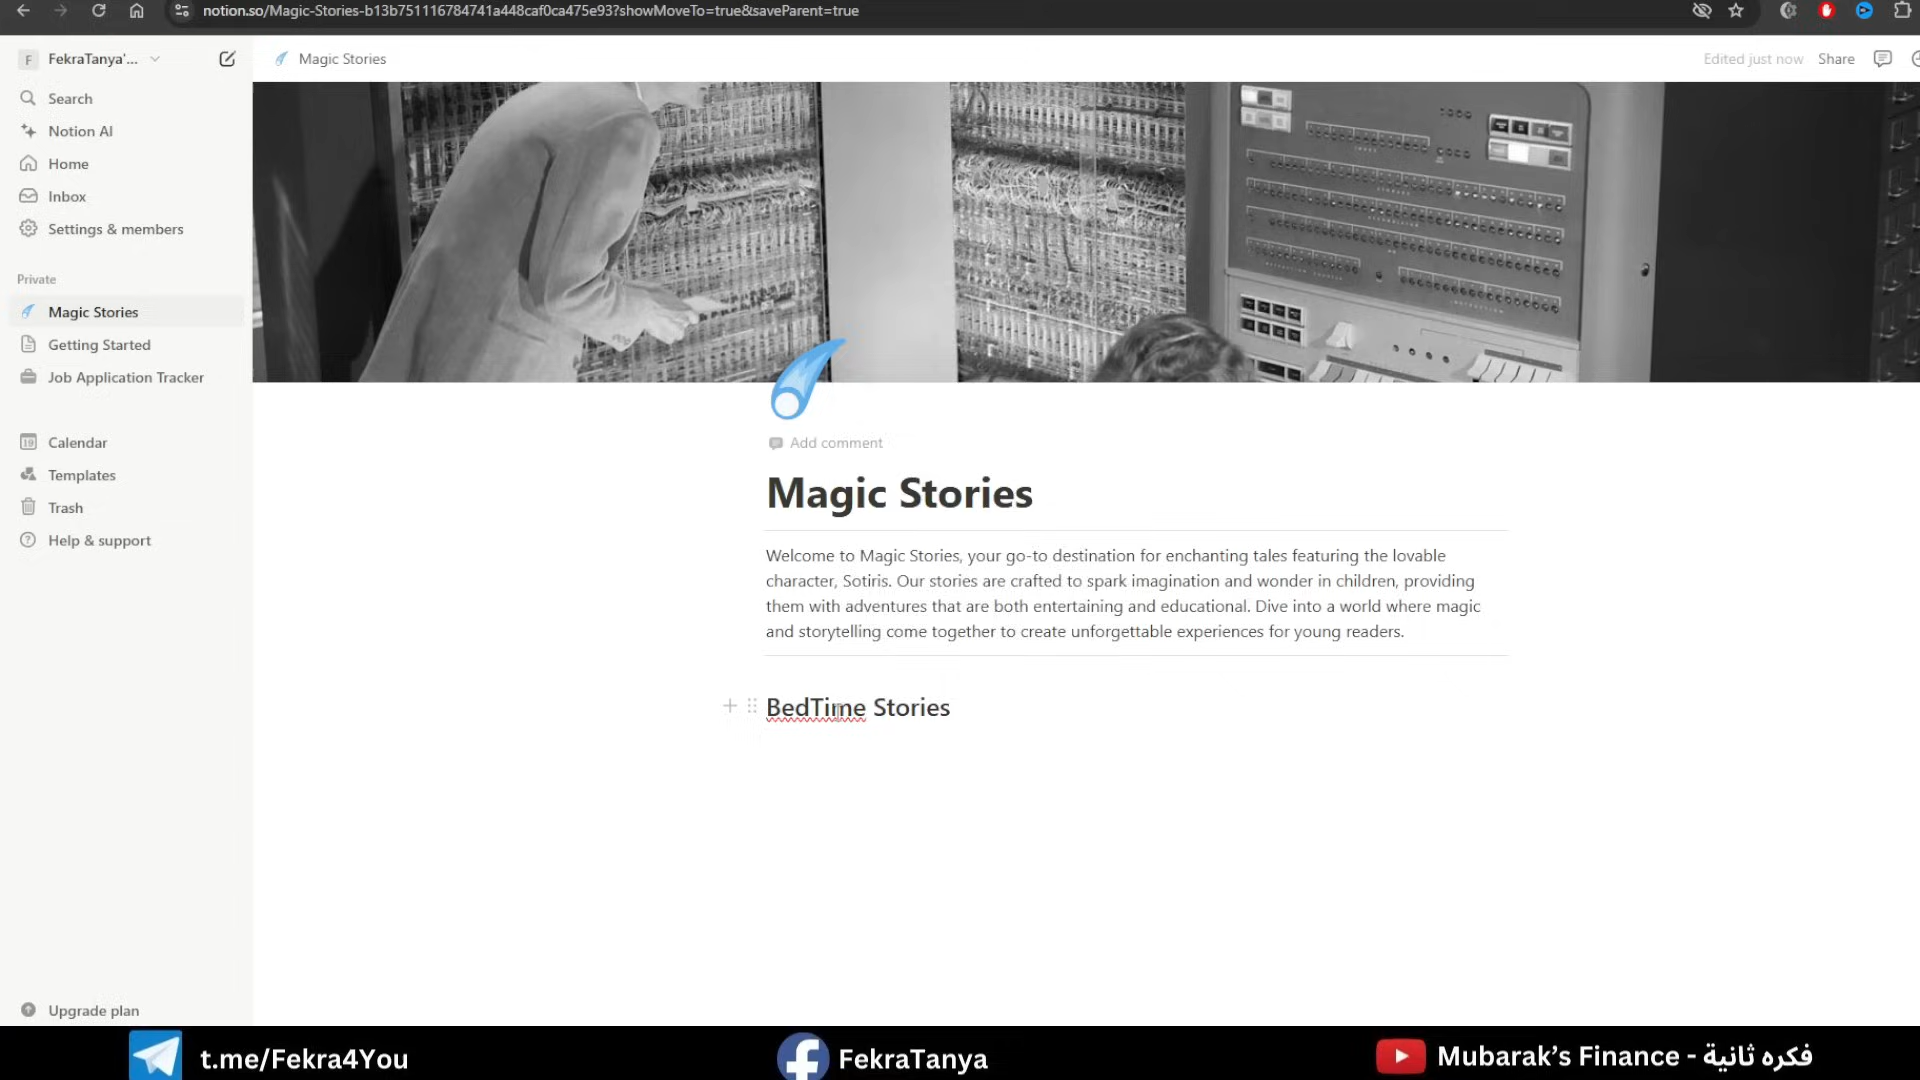 notion.so/Magic-Stories-b13b751116784741a448caf0ca475e93?showMoveTo=true&saveParent=true
F FekraTanya'...
Magic Stories
Edited just now
Share
Search
Notion AI
Home
Inbox
Settings & members
Private
Magic Stories
Getting Started
Job Application Tracker
19 Calendar
Templates
Trash
Help & support
Upgrade plan
Add comment
Magic Stories
Welcome to Magic Stories, your go-to destination for enchanting tales featuring the lovable
character, Sotiris. Our stories are crafted to spark imagination and wonder in children, providing
them with adventures that are both entertaining and educational. Dive into a world where magic
and storytelling come together to create unforgettable experiences for young readers.
BedTime Stories
t.me/Fekra4You
FekraTanya
Mubarak's Finance - فكره ثانية